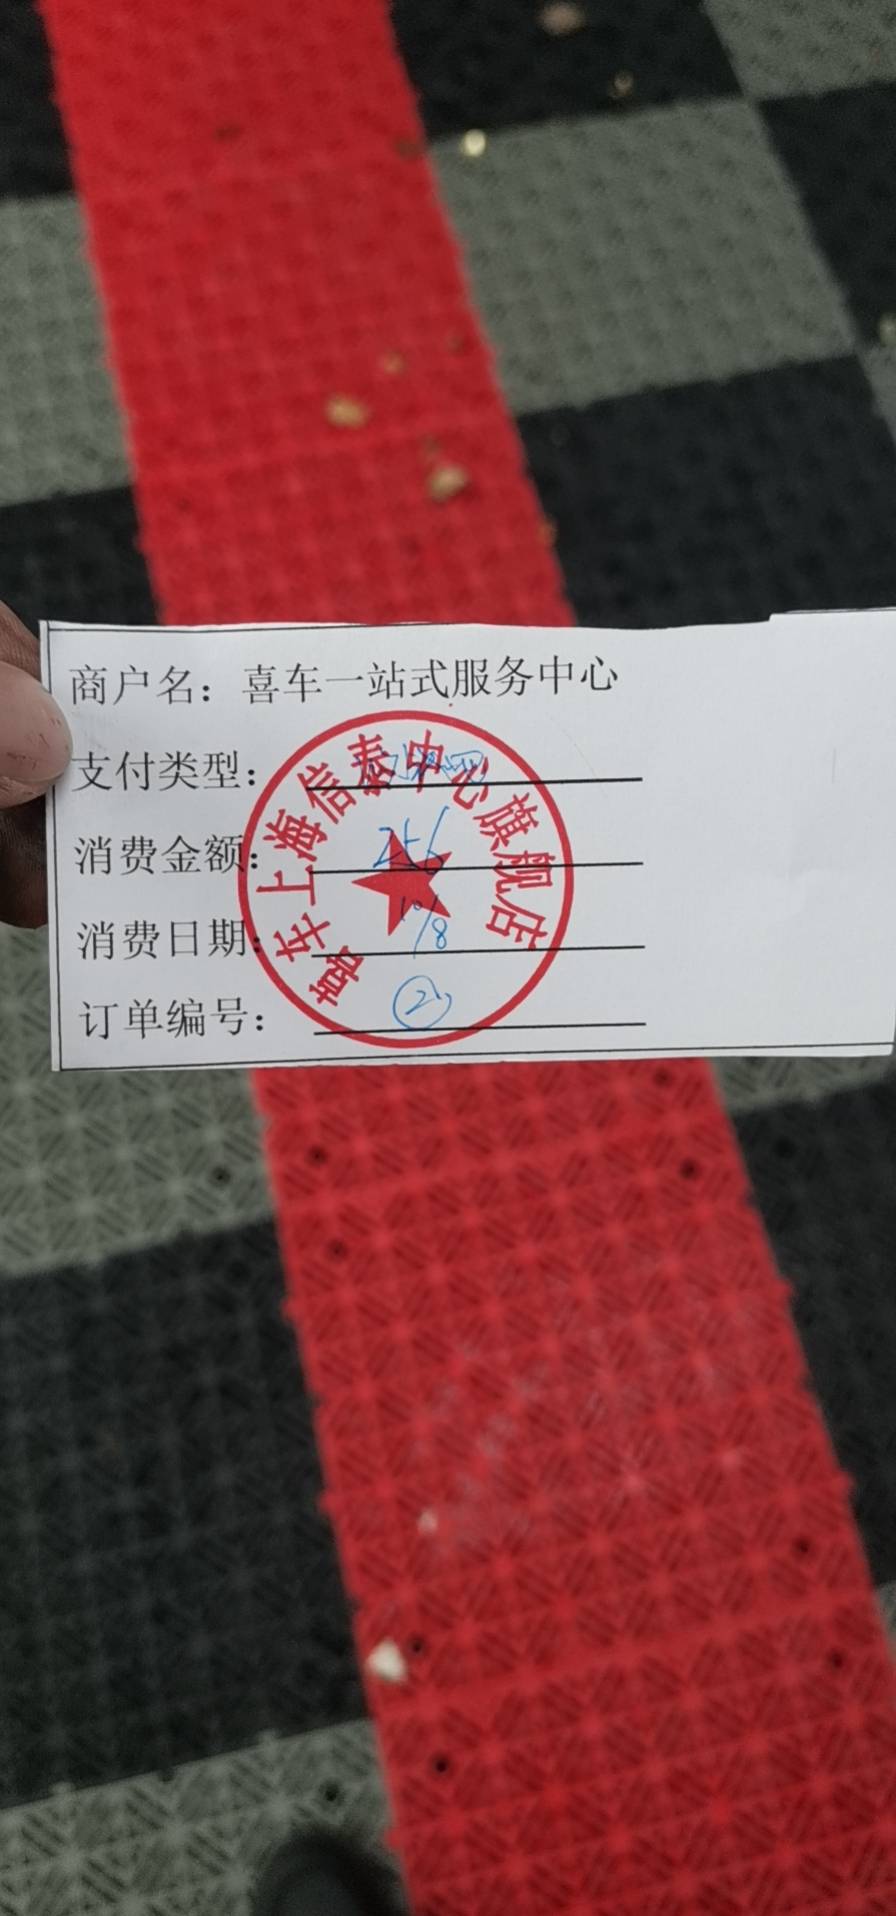 商户名：喜车一站式服务中心
支付类型：
消费金额：256
消费日期：10/8
订单编号：②
喜车上海信泰中心旗舰店